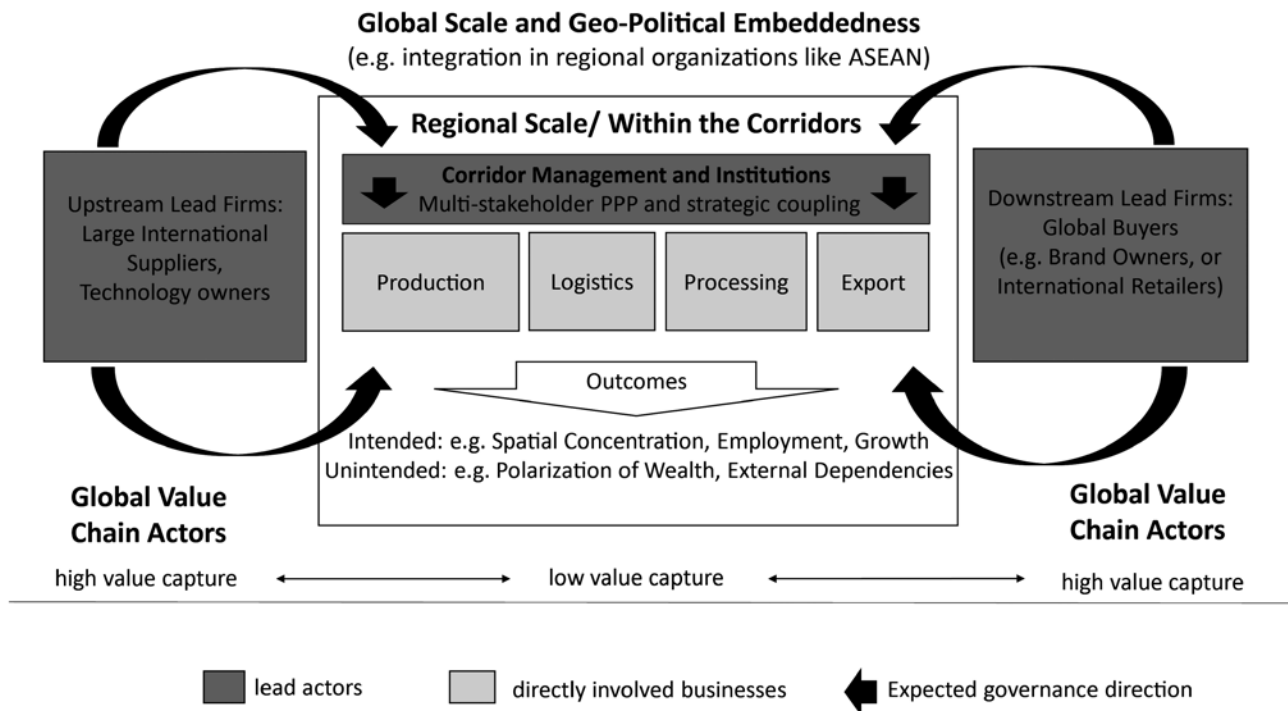 Global Scale and Geo-Political Embeddedness
(e.g. integration in regional organizations like ASEAN)
Regional Scale/ Within the Corridors
Corridor Management and Institutions
Multi-stakeholder PPP and strategic coupling
Upstream Lead Firms:
Large International
Suppliers,
Technology owners
Production
Logistics
Processing
Export
Downstream Lead Firms:
Global Buyers
(e.g. Brand Owners, or
International Retailers)
Outcomes
Intended: e.g. Spatial Concentration, Employment, Growth
Unintended: e.g. Polarization of Wealth, External Dependencies
Global Value
Chain Actors
Global Value
Chain Actors
high value capture
low value capture
high value capture
lead actors
directly involved businesses
Expected governance direction